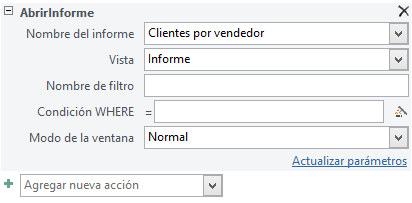 AbrirInforme
Nombre del informe Clientes por vendedor
Vista Informe
Nombre de filtro
Condición WHERE =
Modo de la ventana Normal
Actualizar parámetros
Agregar nueva acción